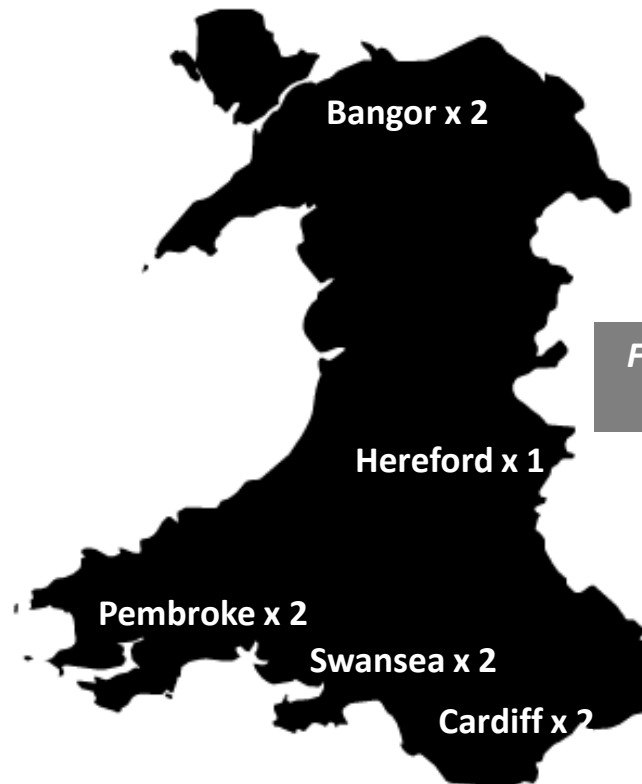 Bangor x 2
Hereford x 1
Pembroke x 2
Swansea x 2
Cardiff x 2